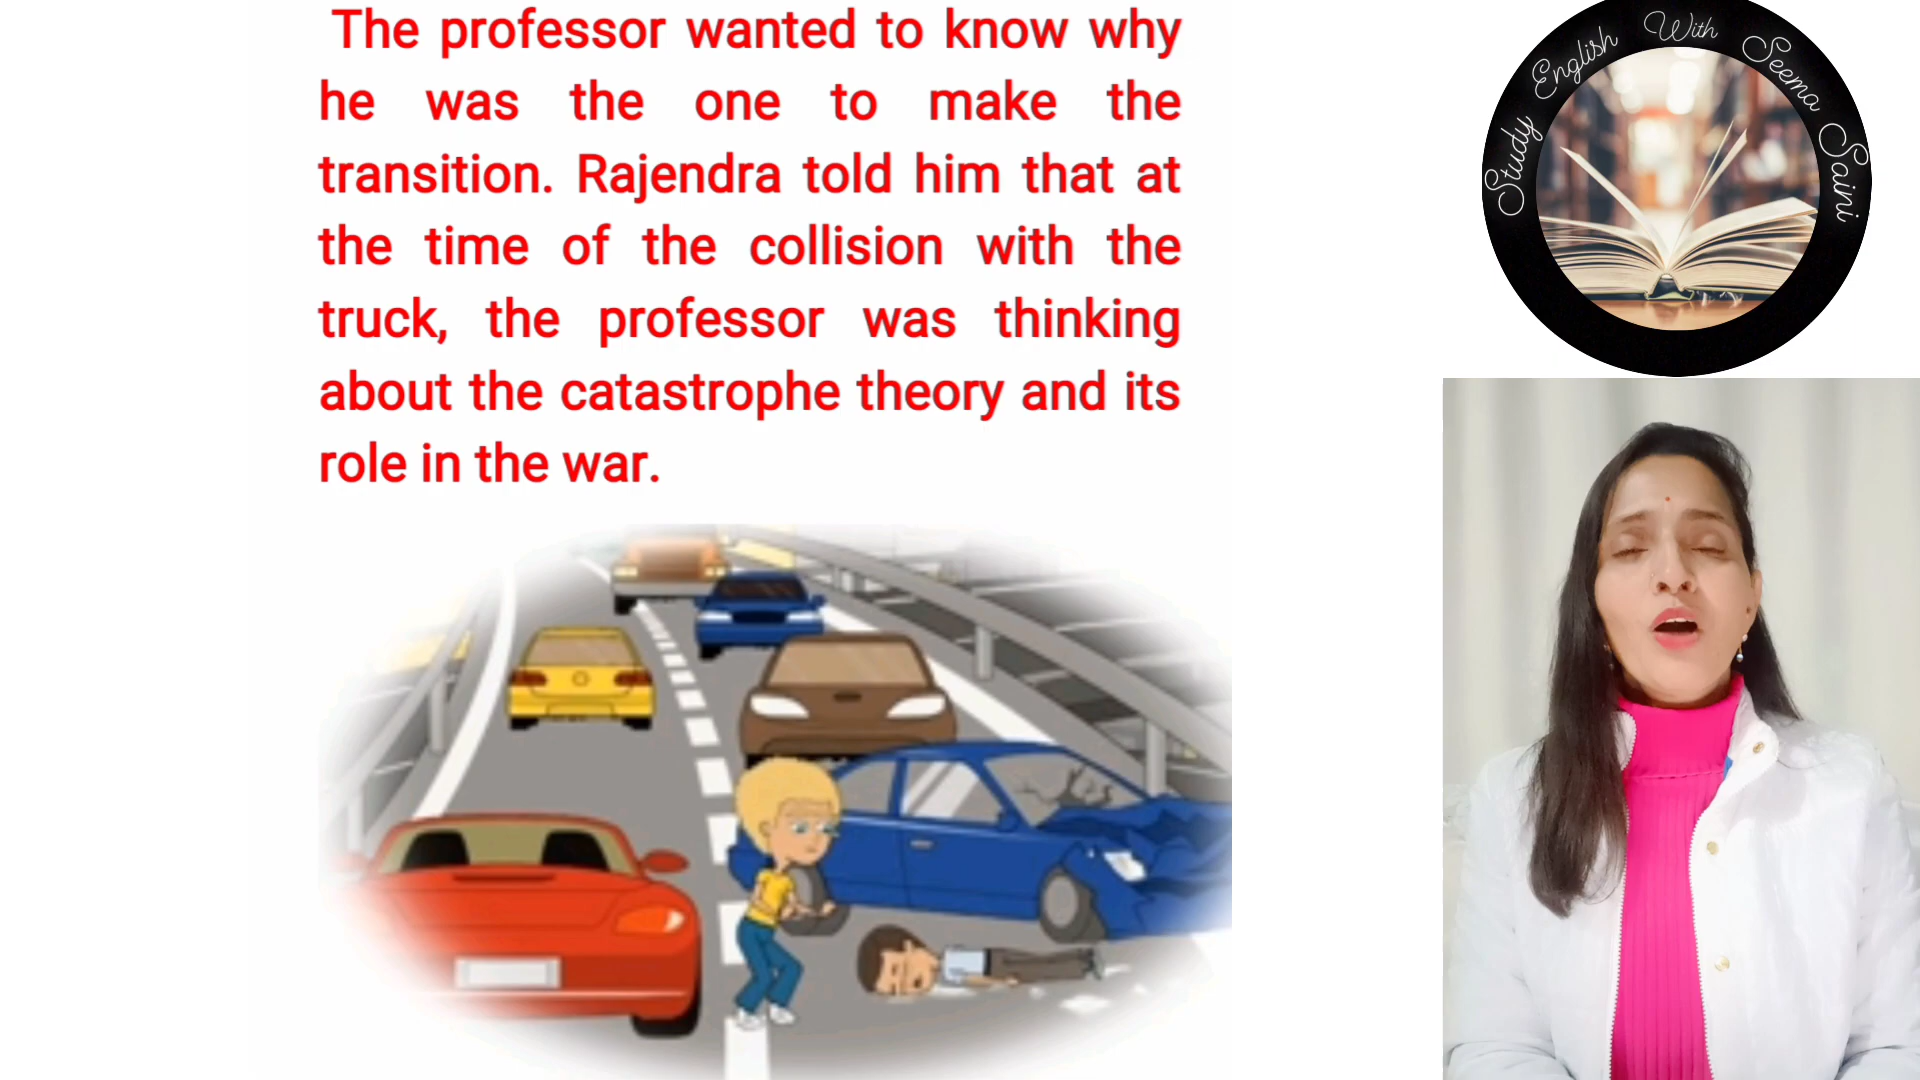 The professor wanted to know why
he was the one to make the
transition. Rajendra told him that at
the time of the collision with the
truck, the professor was thinking
about the catastrophe theory and its
role in the war.
Study English With Seema Saini